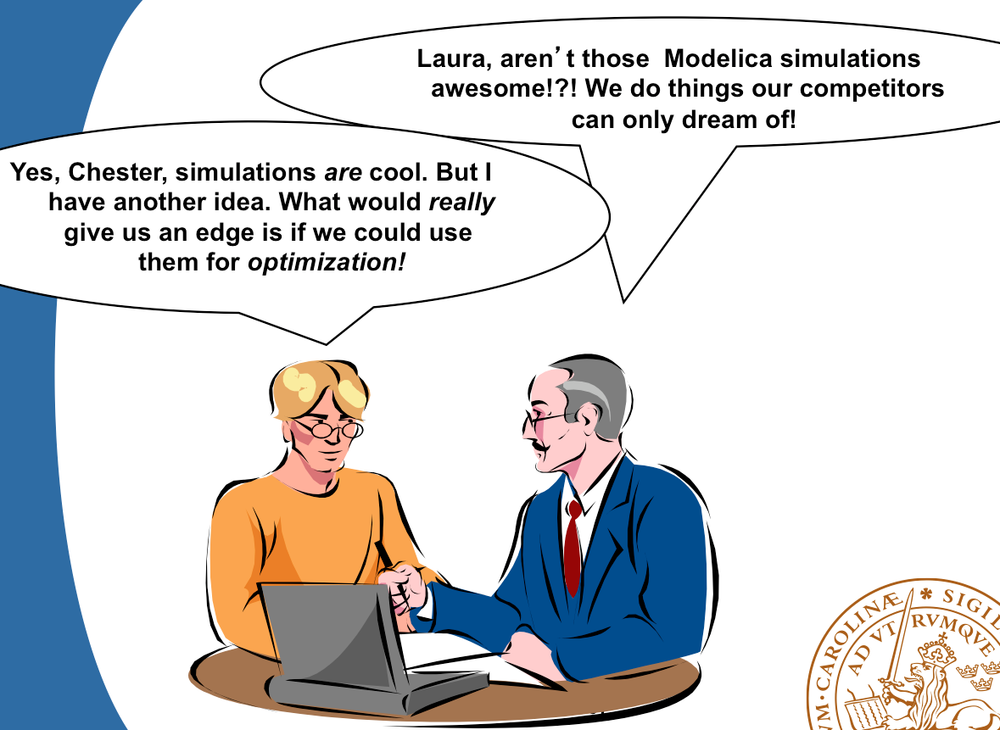 Laura, aren’t those  Modelica simulations
awesome!?! We do things our competitors
can only dream of!
Yes, Chester, simulations are cool. But I
have another idea. What would really
give us an edge is if we could use
them for optimization!
VM·CAROLINÆ * SIGIL
AD VTRVMQVE